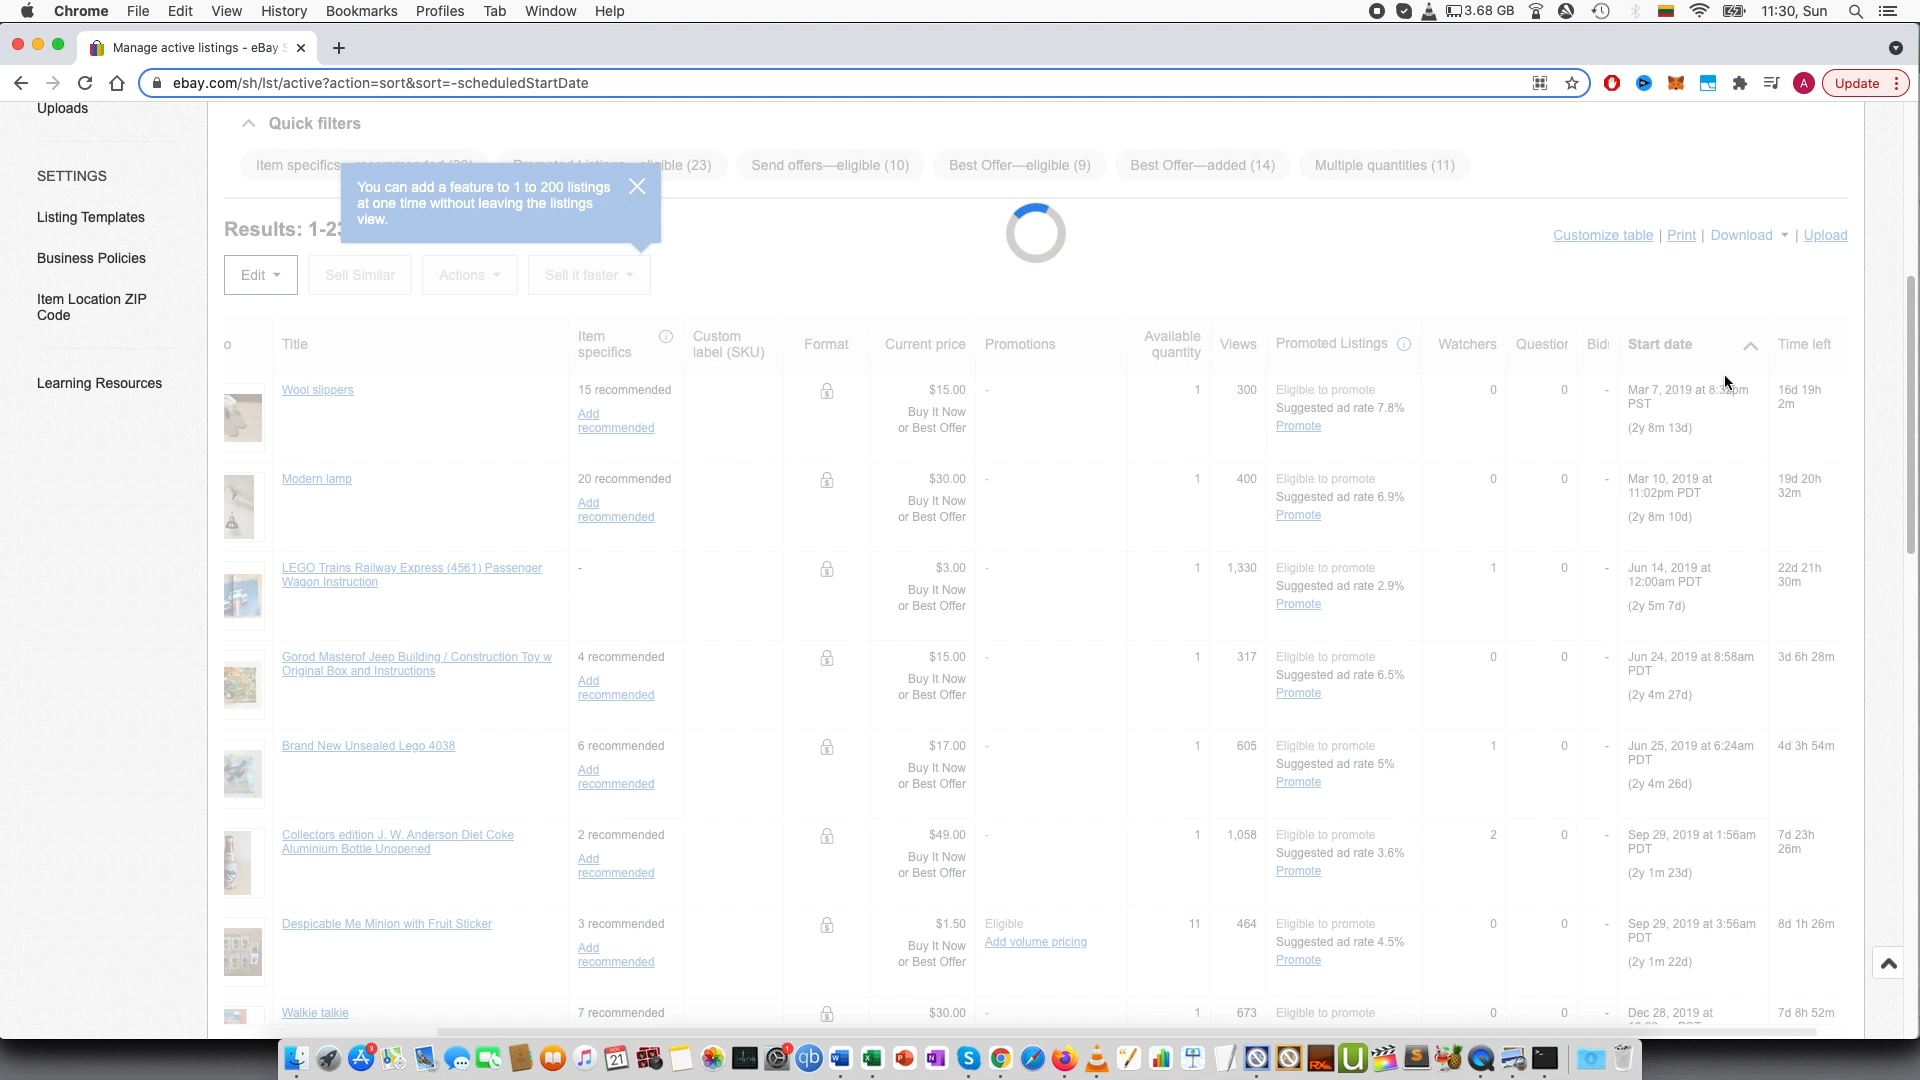 Chrome File Edit View History Bookmarks Profiles Tab Window Help 3.68 GB 11:30, Sun
Manage active listings - eBay
ebay.com/sh/lst/active?action=sort&sort=-scheduledStartDate
A
Update
Uploads
SETTINGS
Listing Templates
Business Policies
Item Location ZIP
Code
Learning Resources
Quick filters
Item specifics (23)
Send offers—eligible (10)
Best Offer—eligible (9)
Best Offer—added (14)
Multiple quantities (11)
You can add a feature to 1 to 200 listings
at one time without leaving the listings
view.
Results: 1-23
Customize table | Print | Download | Upload
Edit
Sell Similar
Actions
Sell it faster
o Title Item specifics Custom label (SKU) Format Current price Promotions Available quantity Views Promoted Listings Watchers Question Bids Start date Time left
Wool slippers 15 recommended $15.00 - 1 300 Eligible to promote 0 0 - Mar 7, 2019 at 8:32pm 16d 19h
Suggested ad rate 7.8% PST 2m
Add Buy It Now
recommended or Best Offer Promote (2y 8m 13d)
Modern lamp 20 recommended $30.00 - 1 400 Eligible to promote 0 0 - Mar 10, 2019 at 19d 20h
Suggested ad rate 6.9% 11:02pm PDT 32m
Add Buy It Now
recommended or Best Offer Promote (2y 8m 10d)
LEGO Trains Railway Express (4561) Passenger - $3.00 - 1 1,330 Eligible to promote 1 0 - Jun 14, 2019 at 22d 21h
Wagon Instruction Suggested ad rate 2.9% 12:00am PDT 30m
Buy It Now
or Best Offer Promote (2y 5m 7d)
Gorod Masterof Jeep Building / Construction Toy w 4 recommended $15.00 - 1 317 Eligible to promote 0 0 - Jun 24, 2019 at 8:58am 3d 6h 28m
Original Box and Instructions Suggested ad rate 6.5% PDT
Add Buy It Now
recommended or Best Offer Promote (2y 4m 27d)
Brand New Unsealed Lego 4038 6 recommended $17.00 - 1 605 Eligible to promote 1 0 - Jun 25, 2019 at 6:24am 4d 3h 54m
Suggested ad rate 5% PDT
Add Buy It Now
recommended or Best Offer Promote (2y 4m 26d)
Collectors edition J. W. Anderson Diet Coke 2 recommended $49.00 - 1 1,058 Eligible to promote 2 0 - Sep 29, 2019 at 1:56am 7d 23h
Aluminium Bottle Unopened Suggested ad rate 3.6% PDT 26m
Add Buy It Now
recommended or Best Offer Promote (2y 1m 23d)
Despicable Me Minion with Fruit Sticker 3 recommended $1.50 Eligible 11 464 Eligible to promote 0 0 - Sep 29, 2019 at 3:56am 8d 1h 26m
Add volume pricing Suggested ad rate 4.5% PDT
Add Buy It Now
recommended or Best Offer Promote (2y 1m 22d)
Walkie talkie 7 recommended $30.00 - 1 673 Eligible to promote 0 0 - Dec 28, 2019 at 7d 8h 52m